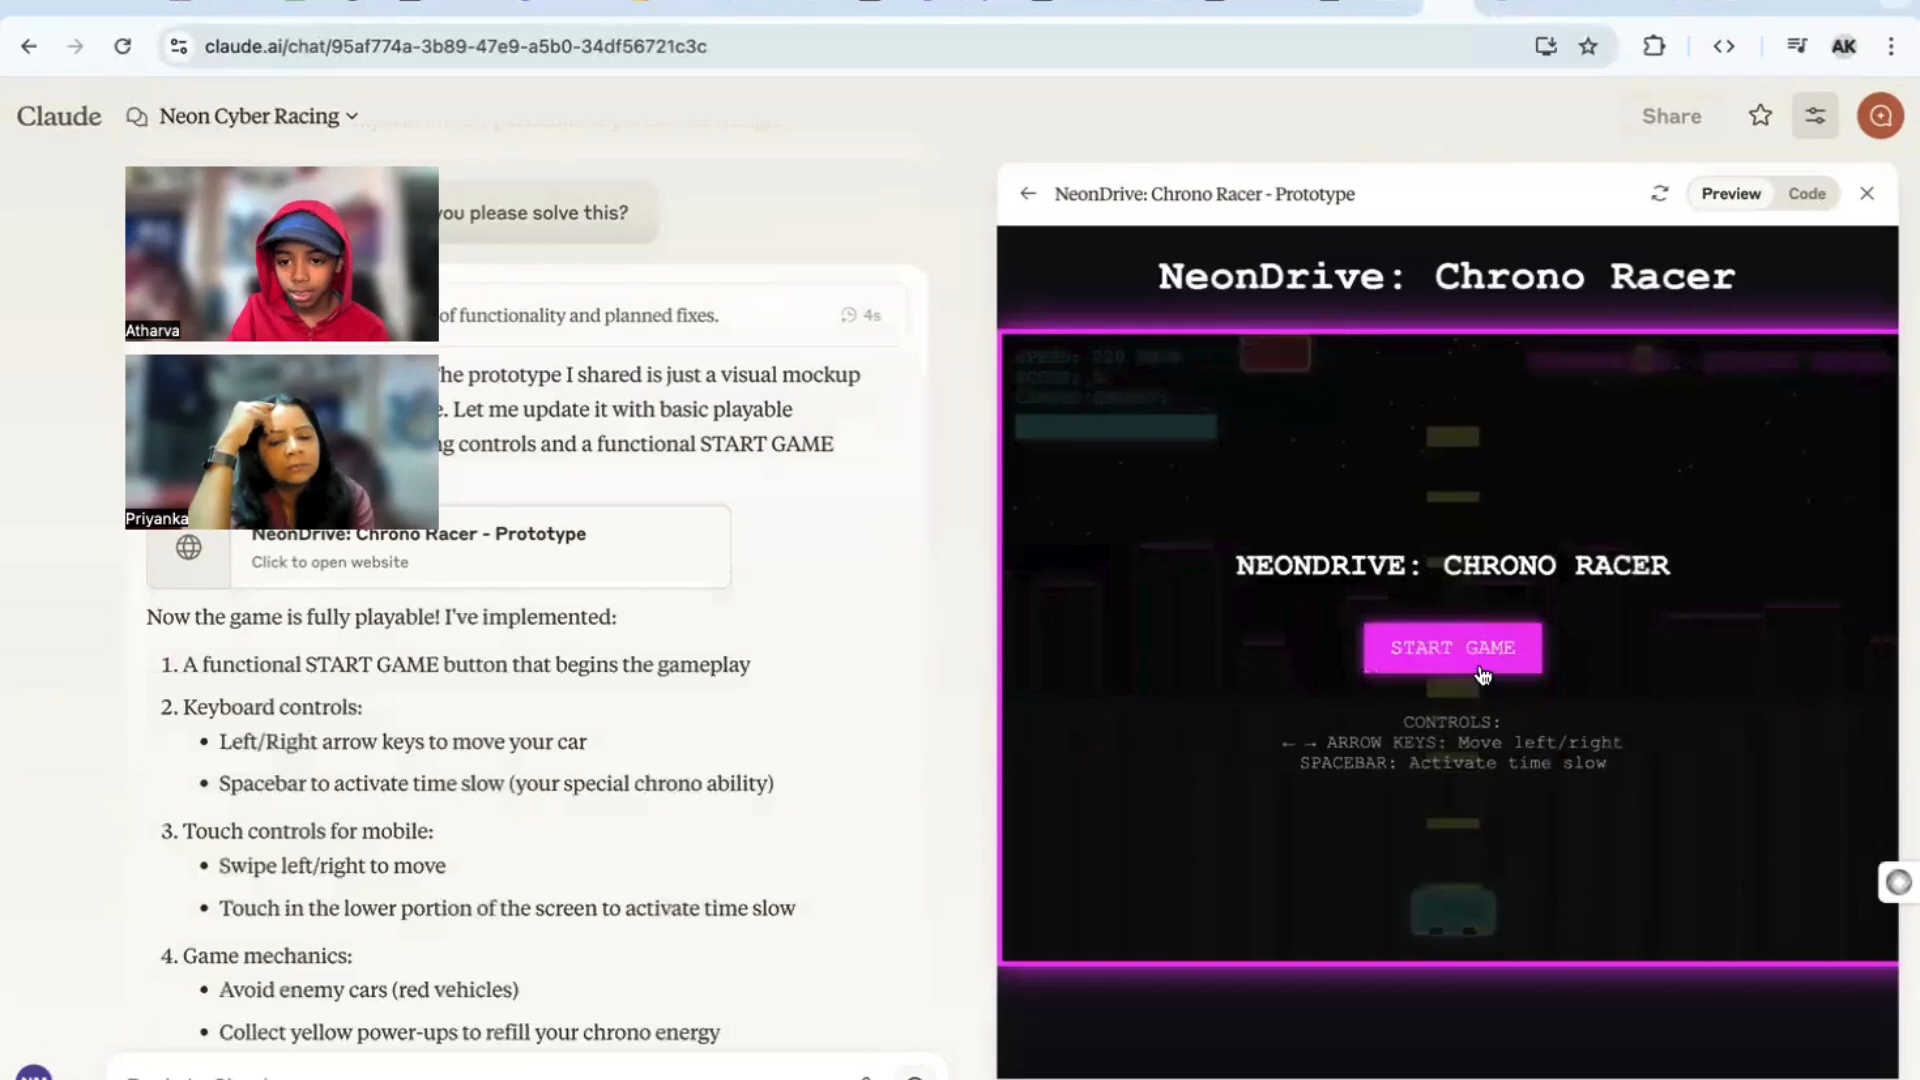 claude.ai/chat/95af774a-3b89-47e9-a5b0-34df56721c3c
AK
Claude
Neon Cyber Racing
Share
you please solve this?
Atharva
of functionality and planned fixes.
4s
The prototype I shared is just a visual mockup
Let me update it with basic playable
controls and a functional START GAME
Priyanka
NeonDrive: Chrono Racer - Prototype
Click to open website
Now the game is fully playable! I've implemented:
1. A functional START GAME button that begins the gameplay
2. Keyboard controls:
• Left/Right arrow keys to move your car
• Spacebar to activate time slow (your special chrono ability)
3. Touch controls for mobile:
• Swipe left/right to move
• Touch in the lower portion of the screen to activate time slow
4. Game mechanics:
• Avoid enemy cars (red vehicles)
• Collect yellow power-ups to refill your chrono energy
NeonDrive: Chrono Racer - Prototype
Preview
Code
NeonDrive: Chrono Racer
NEONDRIVE: CHRONO RACER
START GAME
CONTROLS:
← → ARROW KEYS: Move left/right
SPACEBAR: Activate time slow